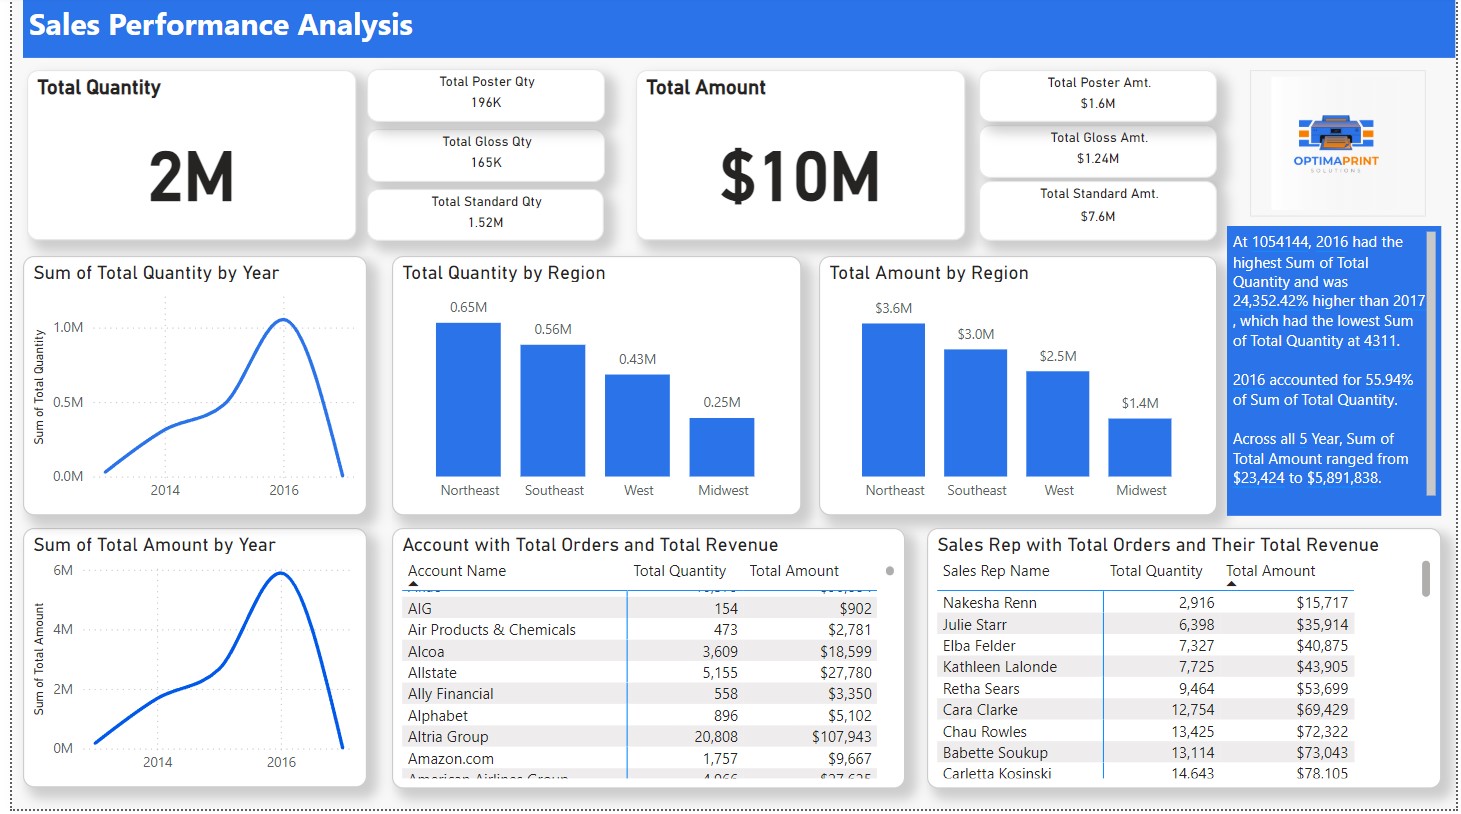 Sales Performance Analysis
Total Quantity
2M
Total Poster Qty
196K
Total Gloss Qty
165K
Total Standard Qty
1.52M
Total Amount
$10M
Total Poster Amt.
$1.6M
Total Gloss Amt.
$1.24M
Total Standard Amt.
$7.6M
OPTIMAPRINT
SOLUTIONS
Sum of Total Quantity by Year
Sum of Total Quantity
1.0M
0.5M
0.0M
2014 2016
Total Quantity by Region
0.65M
0.56M
0.43M
0.25M
Northeast Southeast West Midwest
Total Amount by Region
$3.6M
$3.0M
$2.5M
$1.4M
Northeast Southeast West Midwest
At 1054144, 2016 had the
highest Sum of Total
Quantity and was
24,352.42% higher than 2017
, which had the lowest Sum
of Total Quantity at 4311.
2016 accounted for 55.94%
of Sum of Total Quantity.
Across all 5 Year, Sum of
Total Amount ranged from
$23,424 to $5,891,838.
Sum of Total Amount by Year
Sum of Total Amount
6M
4M
2M
0M
2014 2016
Account with Total Orders and Total Revenue
Account Name Total Quantity Total Amount
AIG 154 $902
Air Products & Chemicals 473 $2,781
Alcoa 3,609 $18,599
Allstate 5,155 $27,780
Ally Financial 558 $3,350
Alphabet 896 $5,102
Altria Group 20,808 $107,943
Amazon.com 1,757 $9,667
American Airlines Group
Sales Rep with Total Orders and Their Total Revenue
Sales Rep Name Total Quantity Total Amount
Nakesha Renn 2,916 $15,717
Julie Starr 6,398 $35,914
Elba Felder 7,327 $40,875
Kathleen Lalonde 7,725 $43,905
Retha Sears 9,464 $53,699
Cara Clarke 12,754 $69,429
Chau Rowles 13,425 $72,322
Babette Soukup 13,114 $73,043
Carletta Kosinski 14,643 $78,105